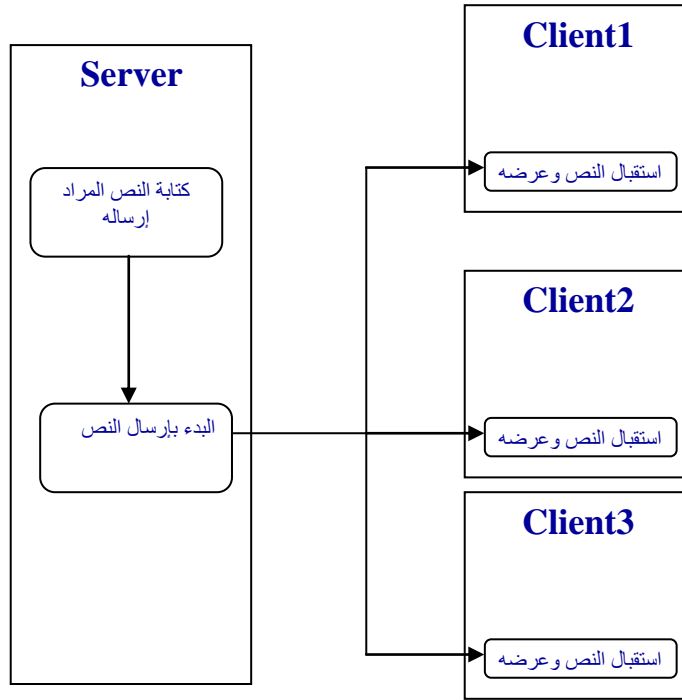 Server
كتابة النص المراد
إرساله
البدء بإرسال النص
Client1
استقبال النص وعرضه
Client2
استقبال النص وعرضه
Client3
استقبال النص وعرضه